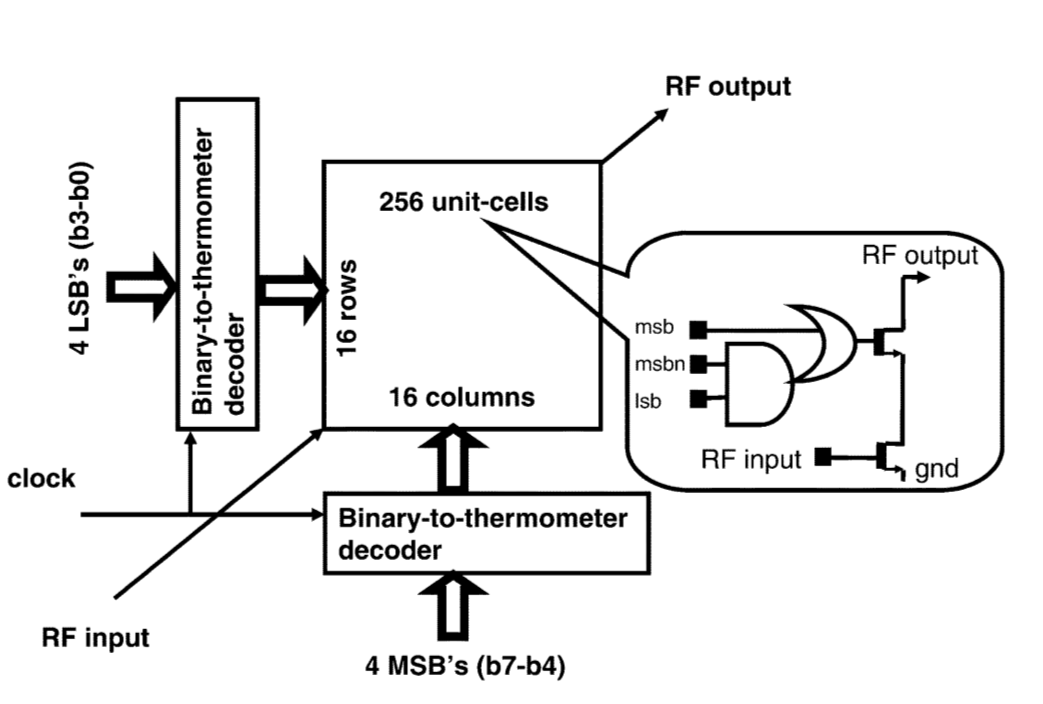 RF output
4 LSB's (b3-b0)
Binary-to-thermometer
decoder
256 unit-cells
16 rows
16 columns
RF output
msb
msbn
lsb
RF input
gnd
clock
Binary-to-thermometer
decoder
RF input
4 MSB's (b7-b4)